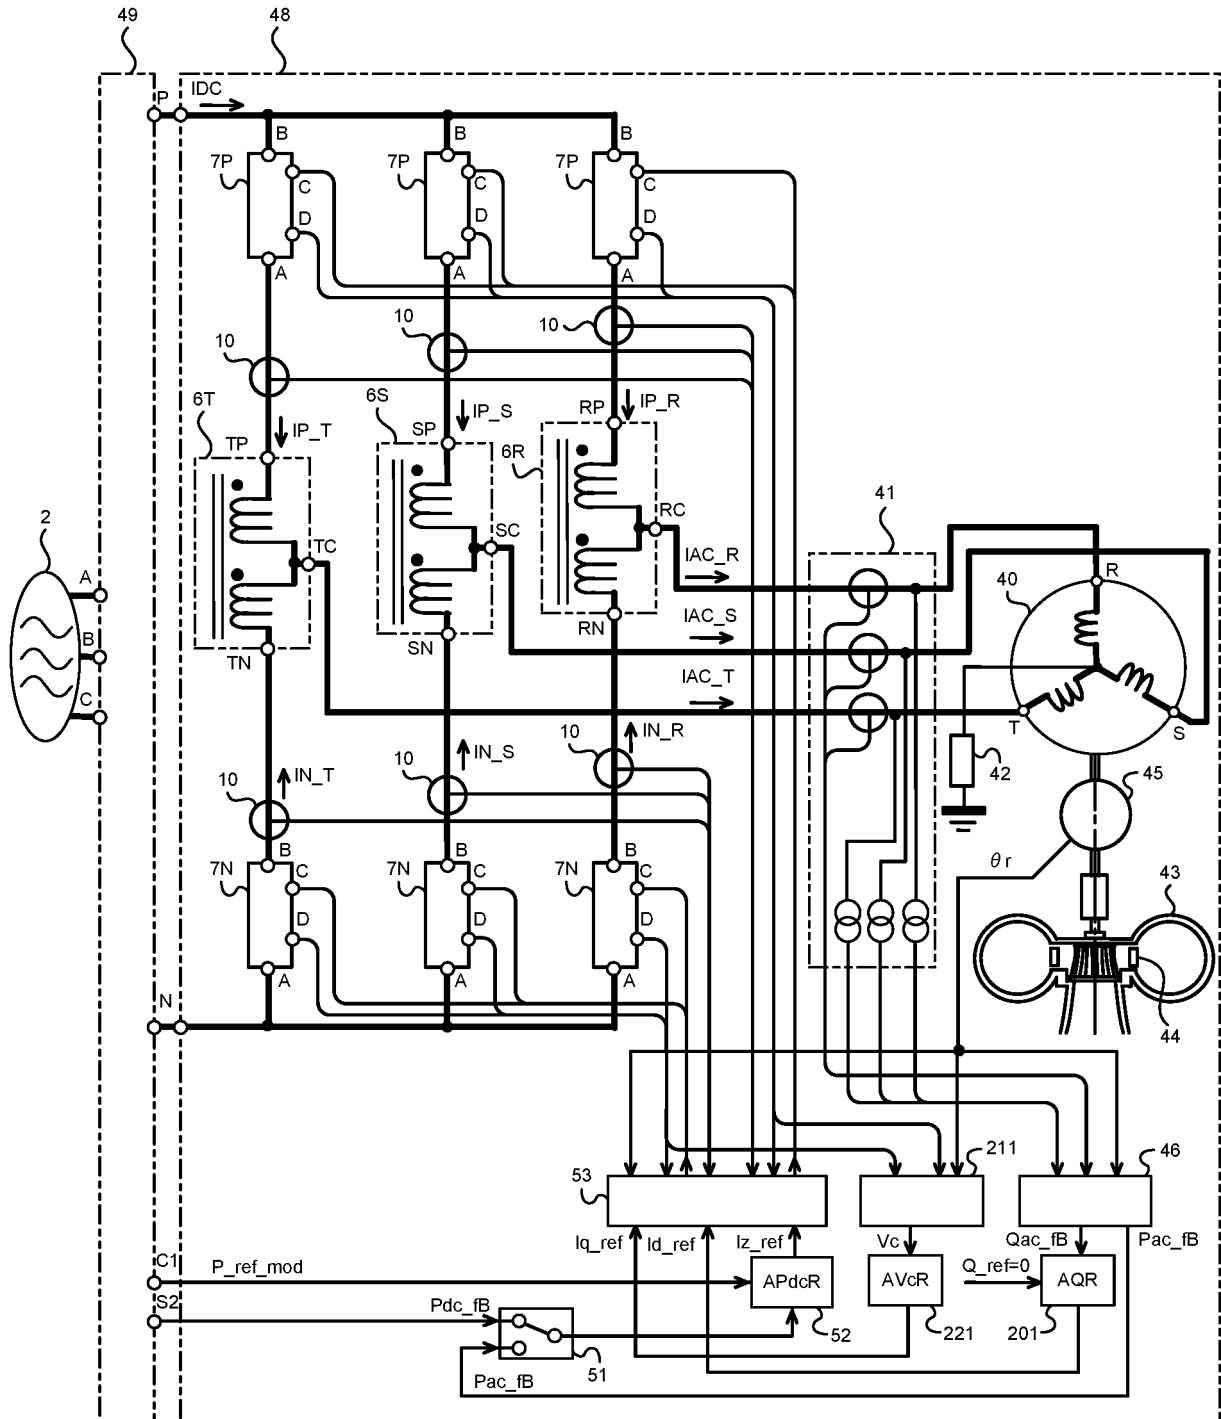 49
48
P
IDC
B
B
B
7P
7P
7P
C
C
C
D
D
D
A
A
A
10
10
10
6T
6S
6R
IP_T
IP_S
IP_R
TP
SP
RP
TC
SC
RC
TN
SN
RN
2
A
B
C
IAC_R
IAC_S
IAC_T
41
40
R
T
S
42
45
θr
43
44
10
10
10
IN_T
IN_S
IN_R
B
B
B
7N
7N
7N
C
C
C
D
D
D
A
A
A
N
53
211
46
Iq_ref
Id_ref
Iz_ref
Vc
Qac_fB
Pac_fB
C1
P_ref_mod
APdcR
AVcR
Q_ref=0
AQR
S2
Pdc_fB
52
221
201
51
Pac_fB